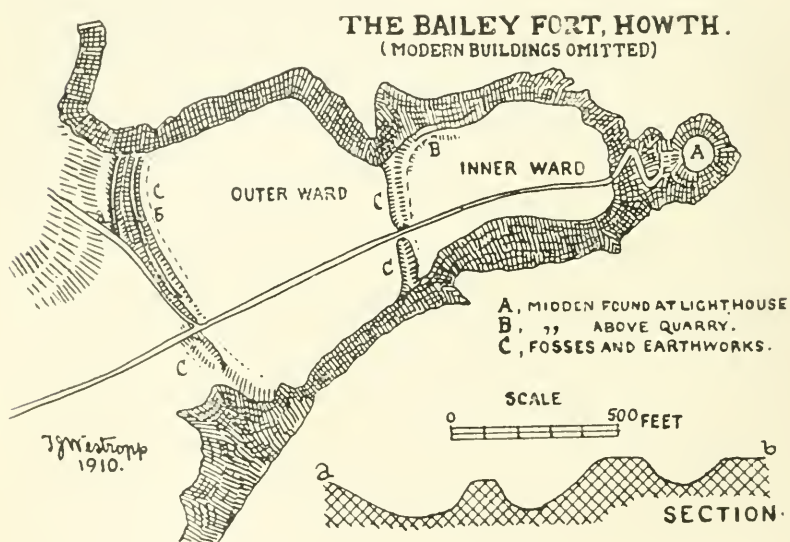 THE BAILEY FORT, HOWTH.
(MODERN BUILDINGS OMITTED)
A
B
INNER WARD
OUTER WARD
C
b
a
C
C
C
A, MIDDEN FOUND AT LIGHTHOUSE
B, ,, ABOVE QUARRY.
C, FOSSES AND EARTHWORKS.
SCALE
0 500 FEET
TJWestropp
1910.
a b
SECTION.